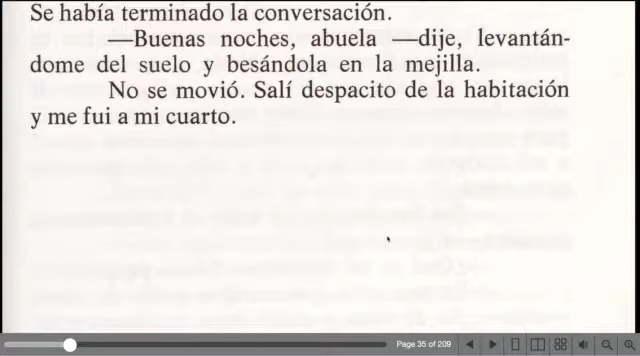 Se había terminado la conversación.
—Buenas noches, abuela —dije, levantán-
dome del suelo y besándola en la mejilla.
No se movió. Salí despacito de la habitación
y me fui a mi cuarto.
Page 35 of 209